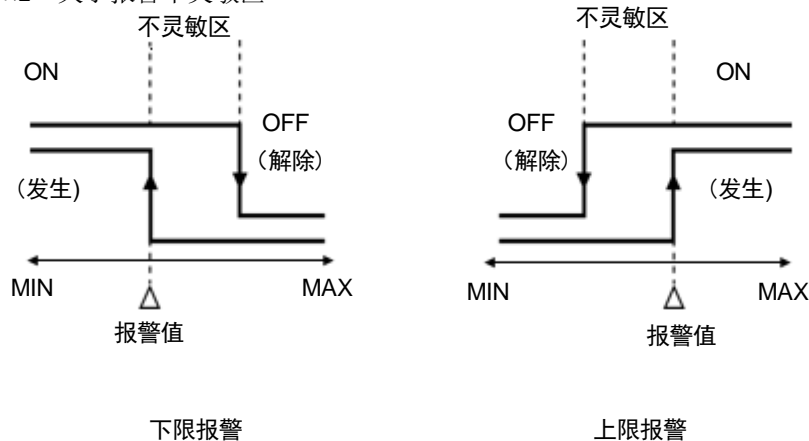 不灵敏区
ON
OFF
（解除）
（发生)
MIN
MAX
报警值
下限报警
不灵敏区
ON
OFF
（解除）
（发生)
MIN
MAX
报警值
上限报警